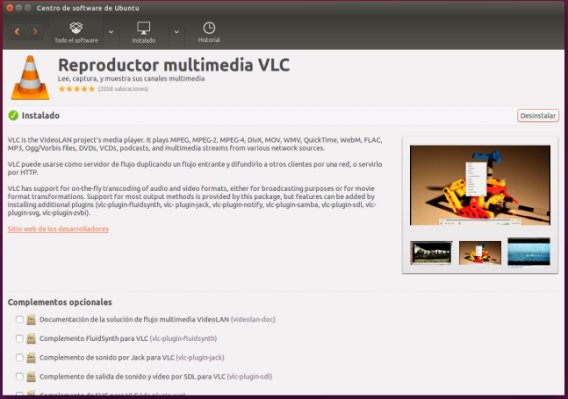 Centro de software de Ubuntu
Todo el software
Instalado
Historial
Reproductor multimedia VLC
Lee, captura, y muestra sus canales multimedia
(2058 valoraciones)
Instalado
Desinstalar
VLC is the VideoLAN project's media player. It plays MPEG, MPEG-2, MPEG-4, DivX, MOV, WMV, QuickTime, WebM, FLAC,
MP3, Ogg/Vorbis files, DVDs, VCDs, podcasts, and multimedia streams from various network sources.
VLC puede usarse como servidor de flujo duplicando un flujo entrante y difundirlo a otros clientes por una red, o servirlo
por HTTP.
VLC has support for on-the-fly transcoding of audio and video formats, either for broadcasting purposes or for movie
format transformations. Support for most output methods is provided by this package, but features can be added by
installing additional plugins (vlc-plugin-fluidsynth, vlc- plugin-jack, vlc-plugin-notify, vlc-plugin-samba, vlc-plugin-sdl, vlc-
plugin-svg, vlc-plugin-zvbi).
Sitio web de los desarrolladores
Complementos opcionales
Documentación de la solución de flujo multimedia VideoLAN (videolan-doc)
Complemento FluidSynth para VLC (vlc-plugin-fluidsynth)
Complemento de sonido por Jack para VLC (vlc-plugin-jack)
Complemento de salida de sonido y vídeo por SDL para VLC (vlc-plugin-sdl)